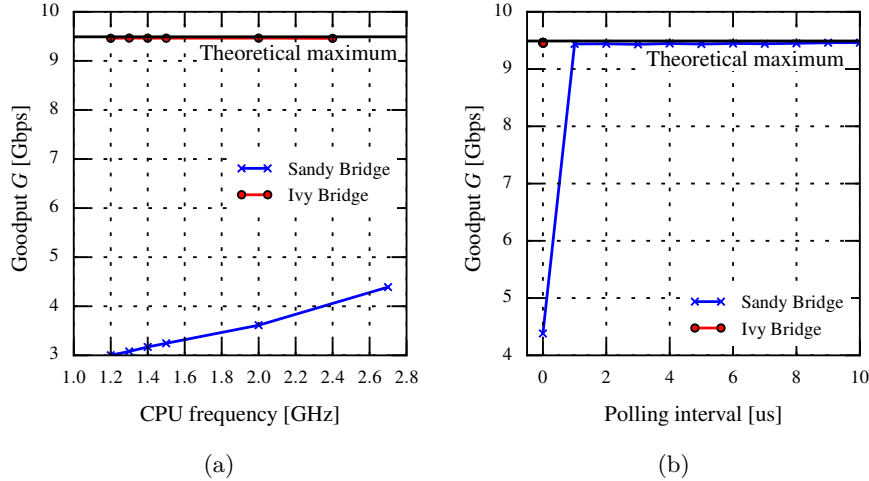 10
9
8
7
6
5
4
3
Goodput G [Gbps]
Theoretical maximum
Sandy Bridge
Ivy Bridge
1.0 1.2 1.4 1.6 1.8 2.0 2.2 2.4 2.6 2.8
CPU frequency [GHz]
(a)
10
9
8
7
6
5
4
Goodput G [Gbps]
Theoretical maximum
Sandy Bridge
Ivy Bridge
0 2 4 6 8 10
Polling interval [us]
(b)